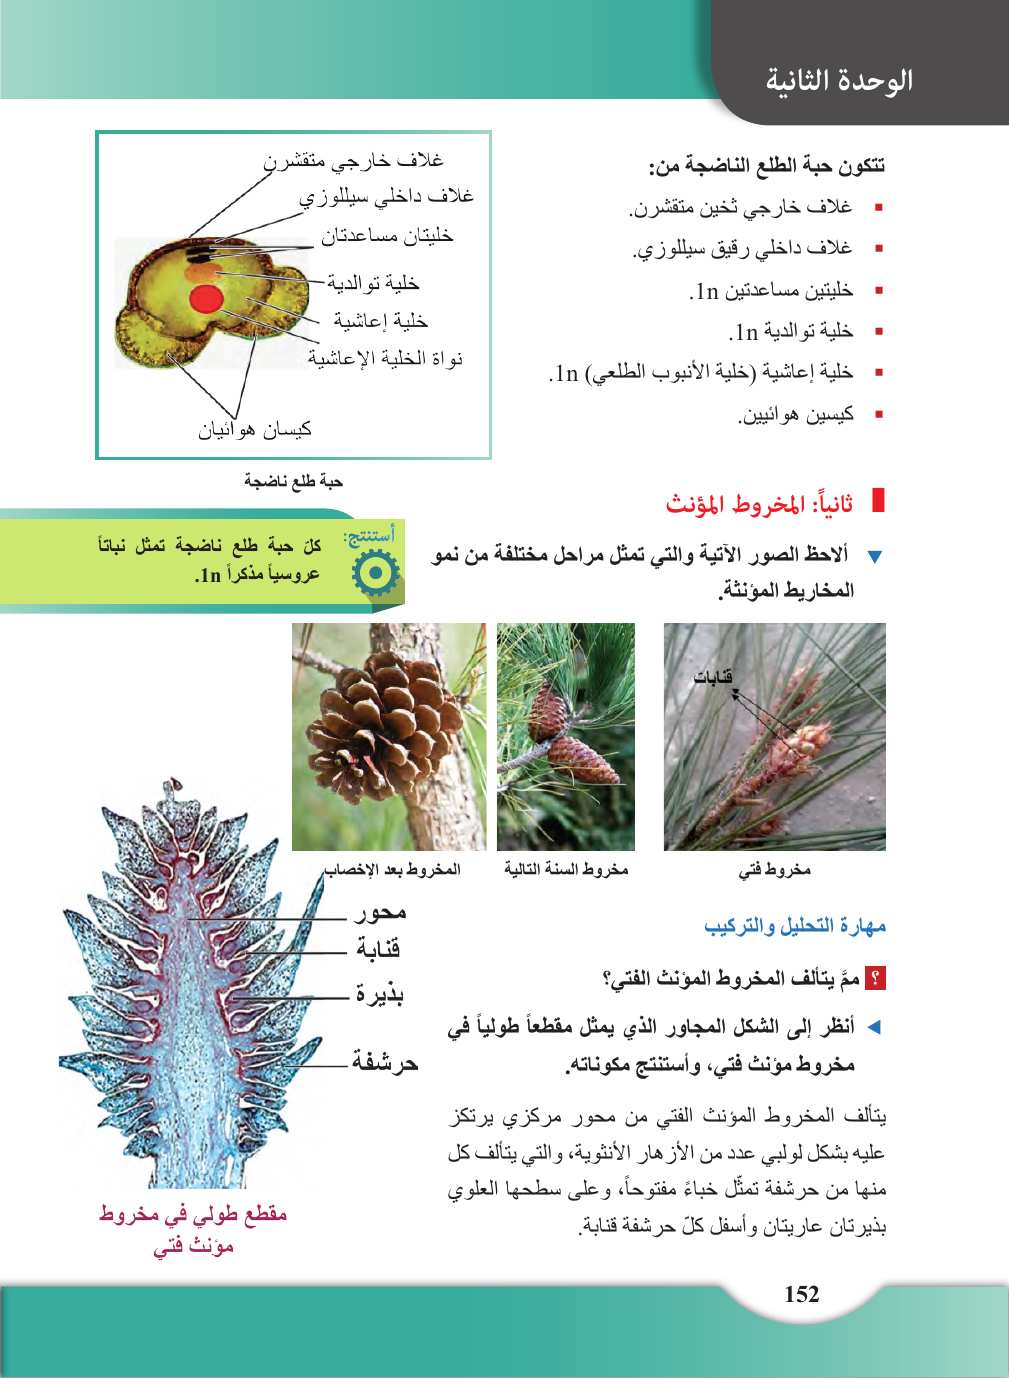 الوحدة الثانية
تتكون حبة الطلع الناضجة من:
▪ غلاف خارجي ثخين متقشرن.
▪ غلاف داخلي رقيق سيللوزي.
▪ خليتين مساعدتين 1n.
▪ خلية توالدية 1n.
▪ خلية إعاشية (خلية الأنبوب الطلعي) 1n.
▪ كيسين هوائيين.
غلاف خارجي متقشرن
غلاف داخلي سيللوزي
خليتان مساعدتان
خلية توالدية
خلية إعاشية
نواة الخلية الإعاشية
كيسان هوائيان
حبة طلع ناضجة
ثانياً: المخروط المؤنث
أستنتج:
كلّ حبة طلع ناضجة تمثل نباتاً
عروسياً مذكراً 1n.
▼ ألاحظ الصور الآتية والتي تمثل مراحل مختلفة من نمو
المخاريط المؤنثة.
قنابات
مخروط فتي
مخروط السنة التالية
المخروط بعد الإخصاب
مهارة التحليل والتركيب
؟ ممَّ يتألف المخروط المؤنث الفتي؟
◀ أنظر إلى الشكل المجاور الذي يمثل مقطعاً طولياً في
مخروط مؤنث فتي، وأستنتج مكوناته.
يتألف المخروط المؤنث الفتي من محور مركزي يرتكز
عليه بشكل لولبي عدد من الأزهار الأنثوية، والتي يتألف كل
منها من حرشفة تمثّل خباءً مفتوحاً، وعلى سطحها العلوي
بذيرتان عاريتان وأسفل كلّ حرشفة قنابة.
محور
قنابة
بذيرة
حرشفة
مقطع طولي في مخروط
مؤنث فتي
152